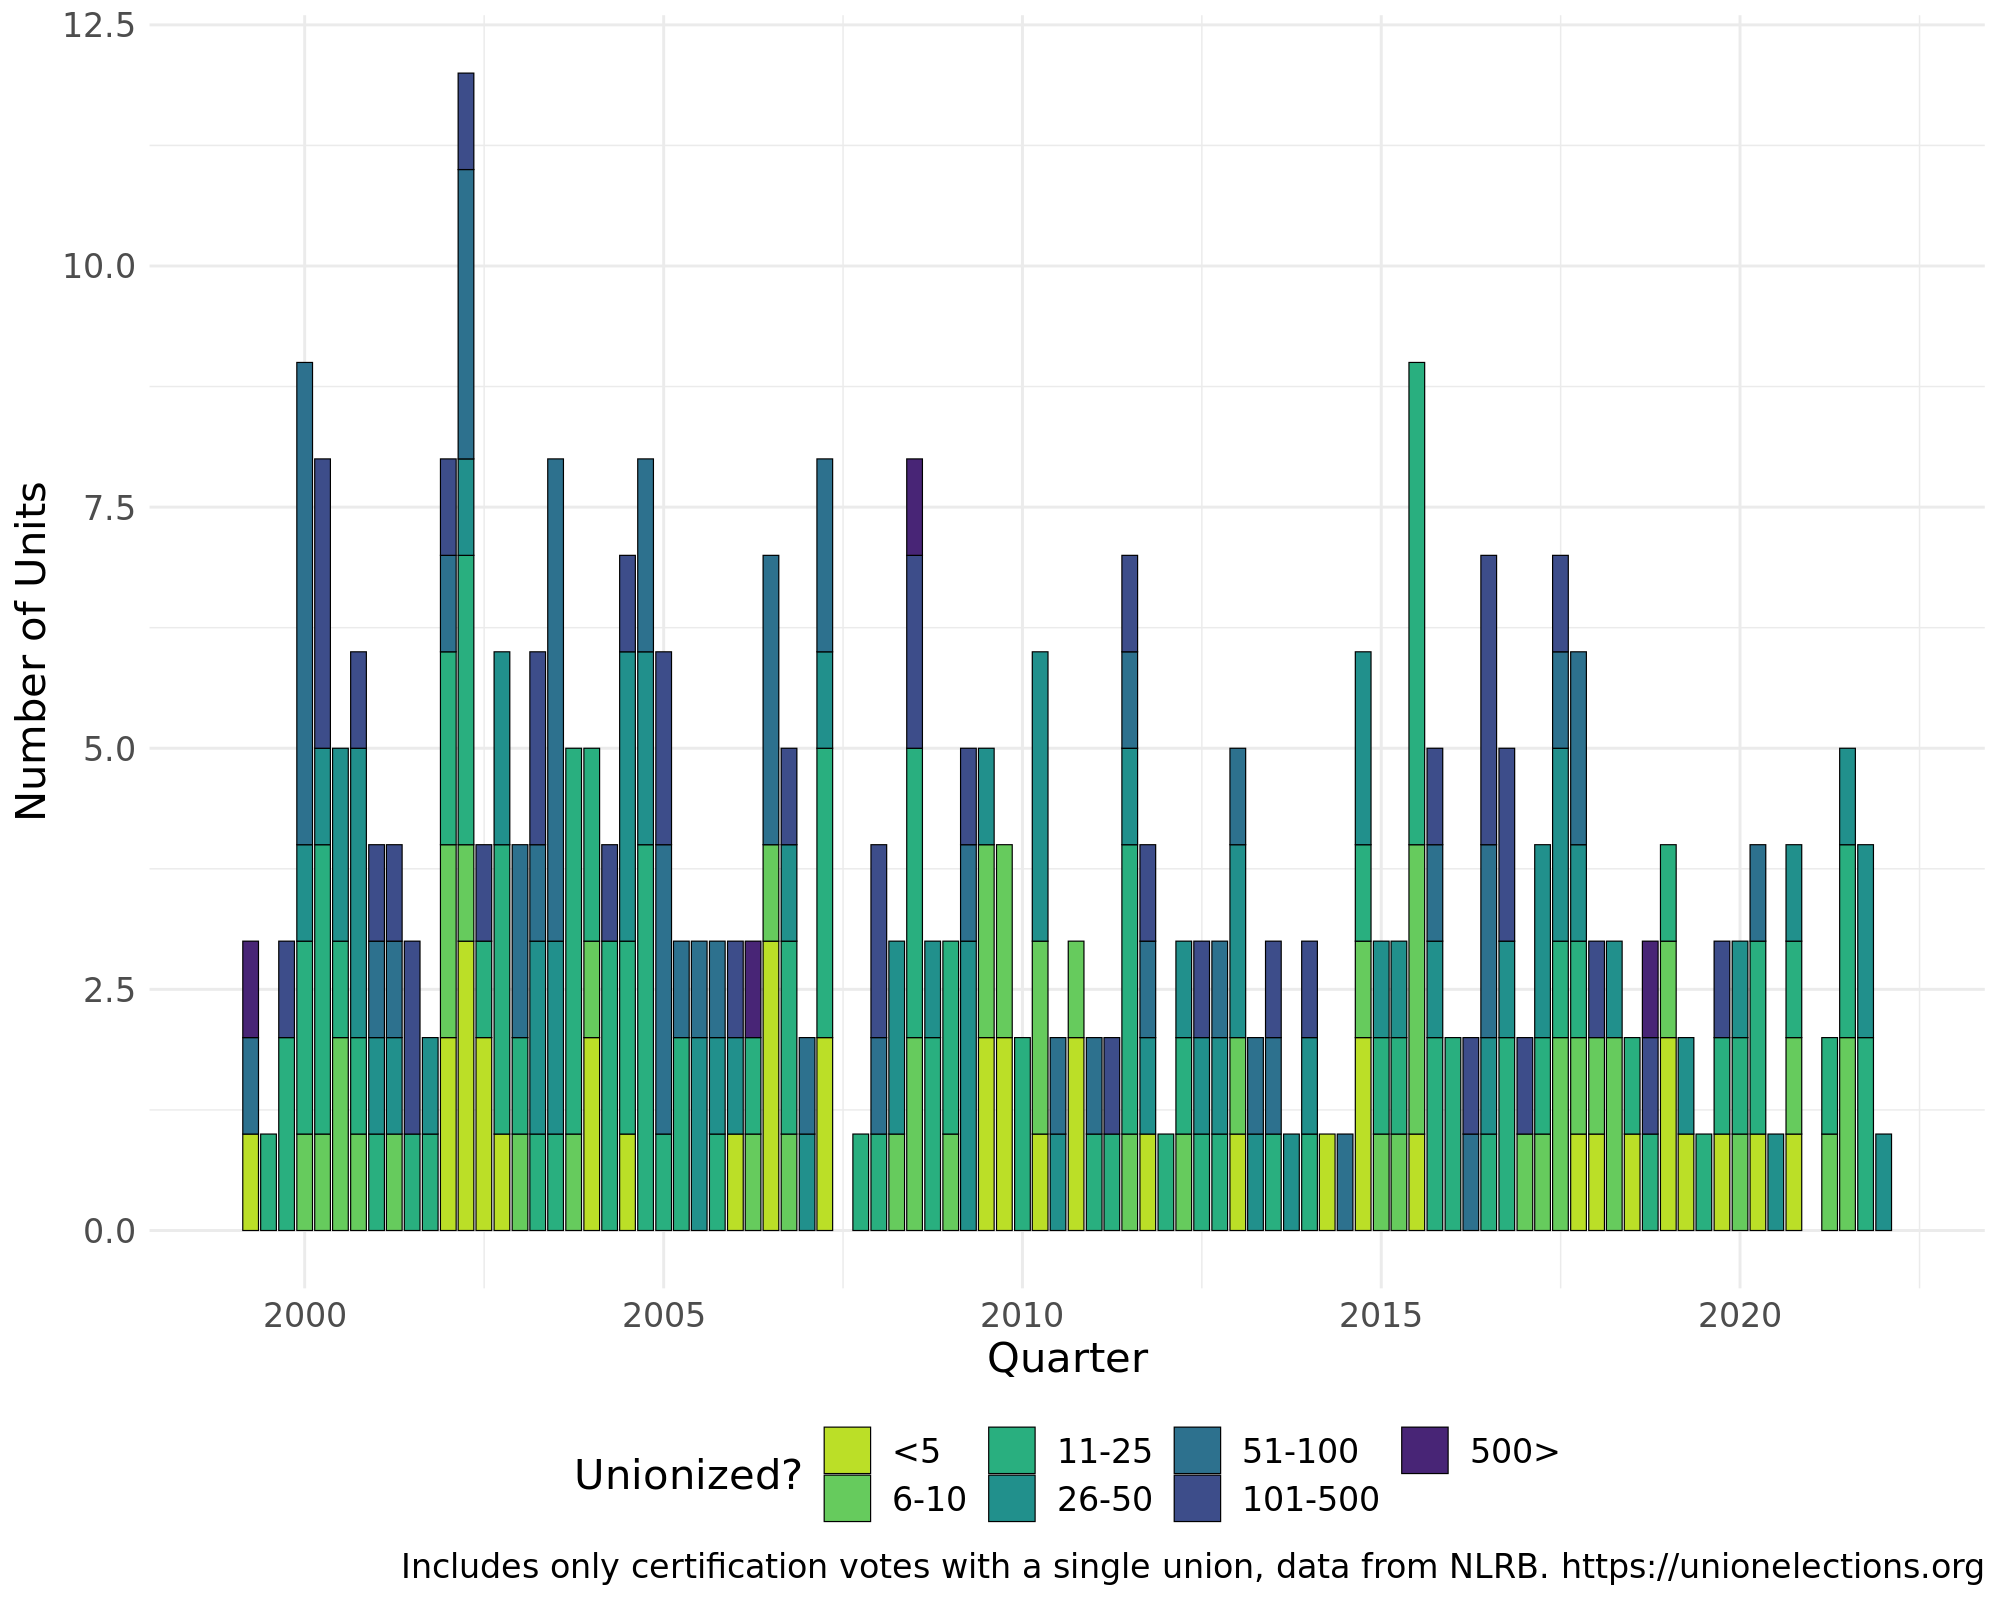 12.5
10.0
7.5
5.0
2.5
0.0
Number of Units
2000 2005 2010 2015 2020
Quarter
Unionized?
<5 11-25 51-100 500>
6-10 26-50 101-500
Includes only certification votes with a single union, data from NLRB. https://unionelections.org